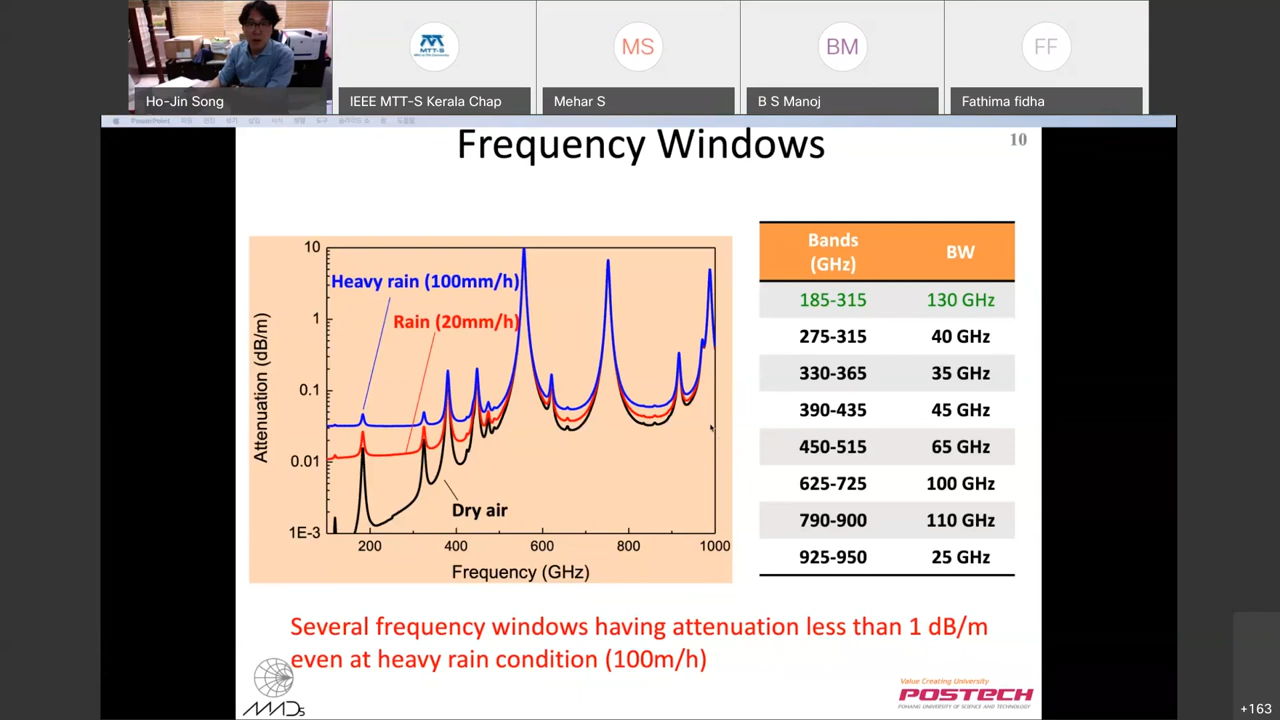 MTT-S
MS
BM
FF
Ho-Jin Song
IEEE MTT-S Kerala Chap
Mehar S
B S Manoj
Fathima fidha
PowerPoint
Frequency Windows
10
10
1
0.1
0.01
1E-3
Attenuation (dB/m)
Heavy rain (100mm/h)
Rain (20mm/h)
Dry air
200
400
600
800
1000
Frequency (GHz)
Bands
(GHz)
BW
185-315 130 GHz
275-315 40 GHz
330-365 35 GHz
390-435 45 GHz
450-515 65 GHz
625-725 100 GHz
790-900 110 GHz
925-950 25 GHz
Several frequency windows having attenuation less than 1 dB/m
even at heavy rain condition (100m/h)
Value Creating University
POSTECH
POHANG UNIVERSITY OF SCIENCE AND TECHNOLOGY
+163